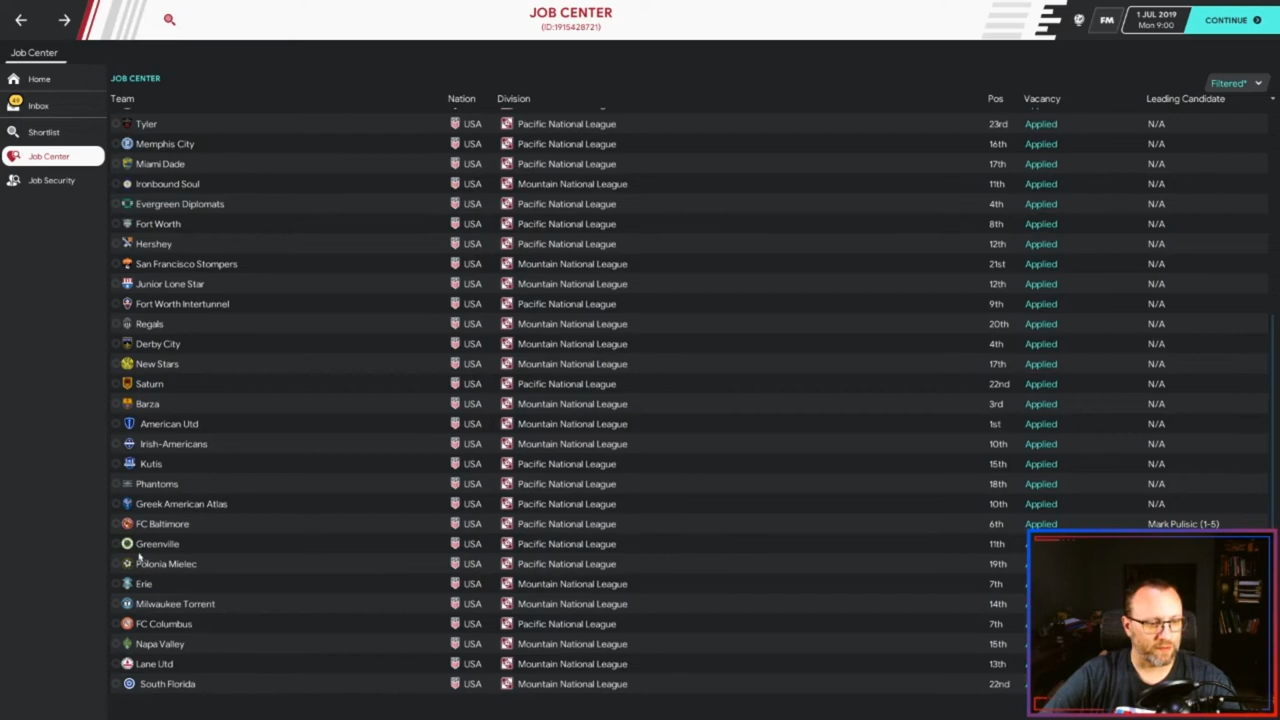 JOB CENTER
(ID:1915428721)
FM
1 JUL 2019
Mon 9:00
CONTINUE
Job Center
Home
Inbox
Shortlist
Job Center
Job Security
JOB CENTER
Filtered*
Team Nation Division Pos Vacancy Leading Candidate
Tyler USA Pacific National League 23rd Applied N/A
Memphis City USA Pacific National League 16th Applied N/A
Miami Dade USA Pacific National League 17th Applied N/A
Ironbound Soul USA Mountain National League 11th Applied N/A
Evergreen Diplomats USA Pacific National League 4th Applied N/A
Fort Worth USA Pacific National League 8th Applied N/A
Hershey USA Pacific National League 12th Applied N/A
San Francisco Stompers USA Mountain National League 21st Applied N/A
Junior Lone Star USA Mountain National League 12th Applied N/A
Fort Worth Intertunnel USA Pacific National League 9th Applied N/A
Regals USA Mountain National League 20th Applied N/A
Derby City USA Mountain National League 4th Applied N/A
New Stars USA Mountain National League 17th Applied N/A
Saturn USA Pacific National League 22nd Applied N/A
Barza USA Mountain National League 3rd Applied N/A
American Utd USA Mountain National League 1st Applied N/A
Irish-Americans USA Mountain National League 10th Applied N/A
Kutis USA Pacific National League 15th Applied N/A
Phantoms USA Pacific National League 18th Applied N/A
Greek American Atlas USA Pacific National League 10th Applied N/A
FC Baltimore USA Pacific National League 6th Applied Mark Pulisic (1-5)
Greenville USA Pacific National League 11th
Polonia Mielec USA Pacific National League 19th
Erie USA Mountain National League 7th
Milwaukee Torrent USA Mountain National League 14th
FC Columbus USA Pacific National League 7th
Napa Valley USA Mountain National League 15th
Lane Utd USA Mountain National League 13th
South Florida USA Mountain National League 22nd